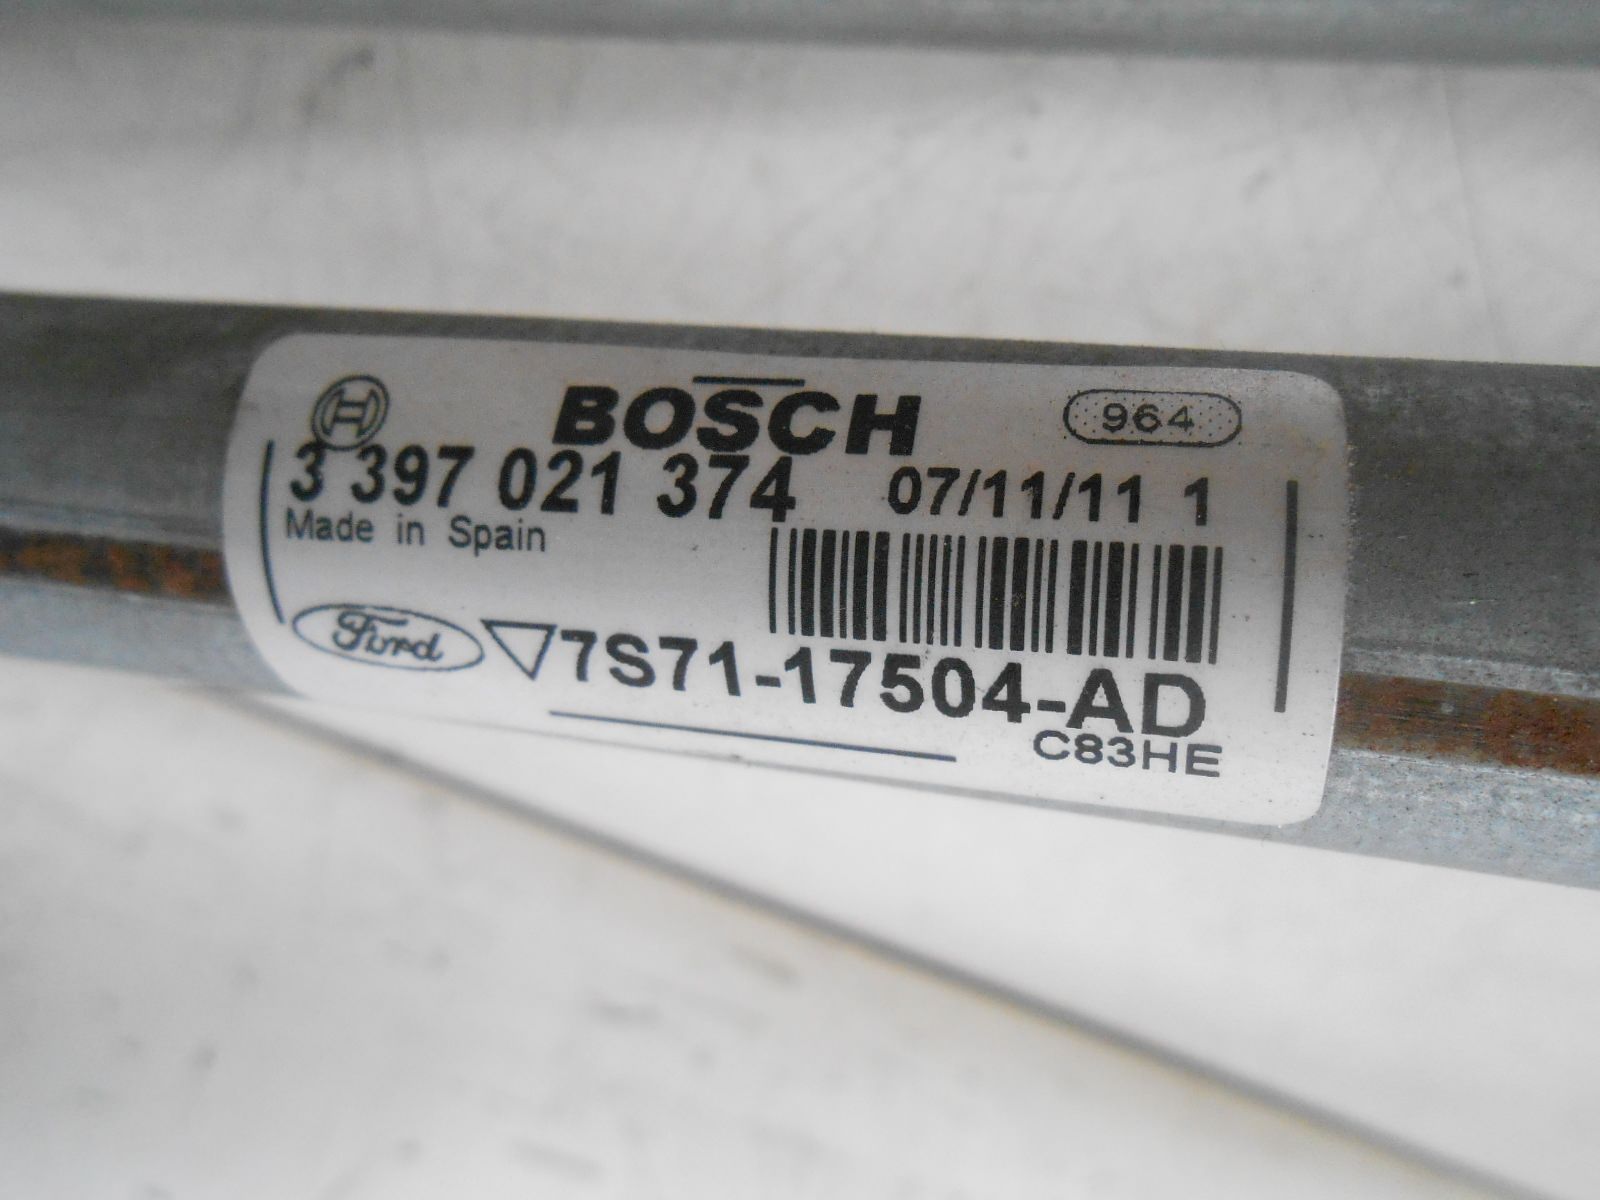 BOSCH 964
3 397 021 374 07/11/11 1
Made in Spain
Ford 7S71-17504-AD
C83HE